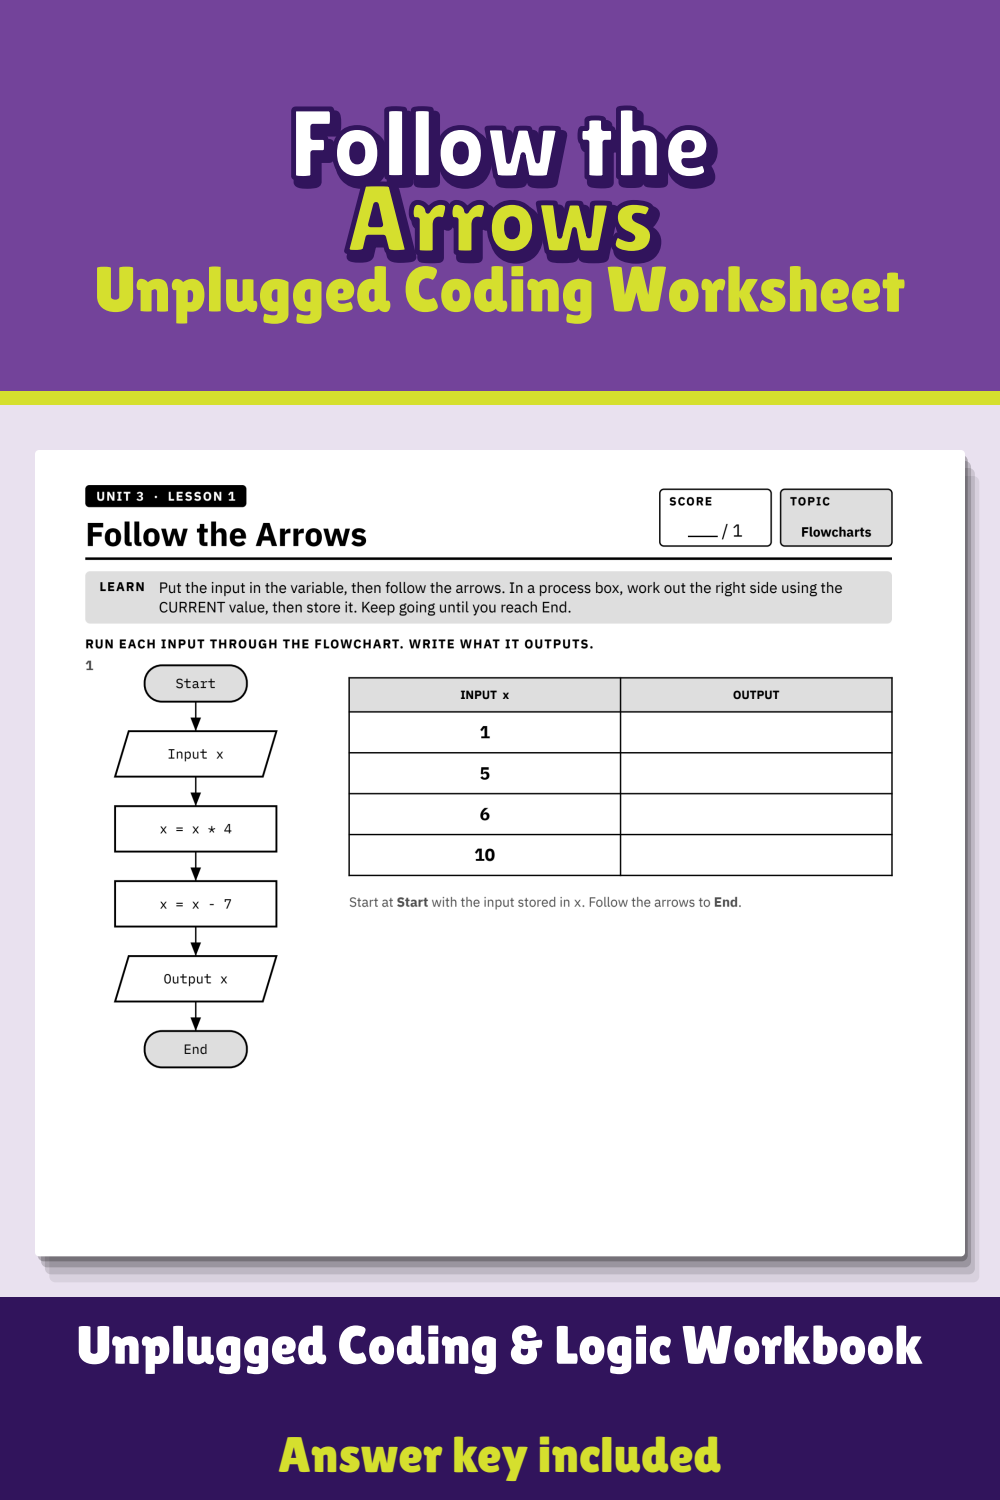 Follow the
Arrows
Unplugged Coding Worksheet
UNIT 3 · LESSON 1
Follow the Arrows
SCORE
___ / 1
TOPIC
Flowcharts
LEARN Put the input in the variable, then follow the arrows. In a process box, work out the right side using the
CURRENT value, then store it. Keep going until you reach End.
RUN EACH INPUT THROUGH THE FLOWCHART. WRITE WHAT IT OUTPUTS.
1
Start
Input x
x = x * 4
x = x - 7
Output x
End
INPUT x OUTPUT
1
5
6
10
Start at Start with the input stored in x. Follow the arrows to End.
Unplugged Coding & Logic Workbook
Answer key included